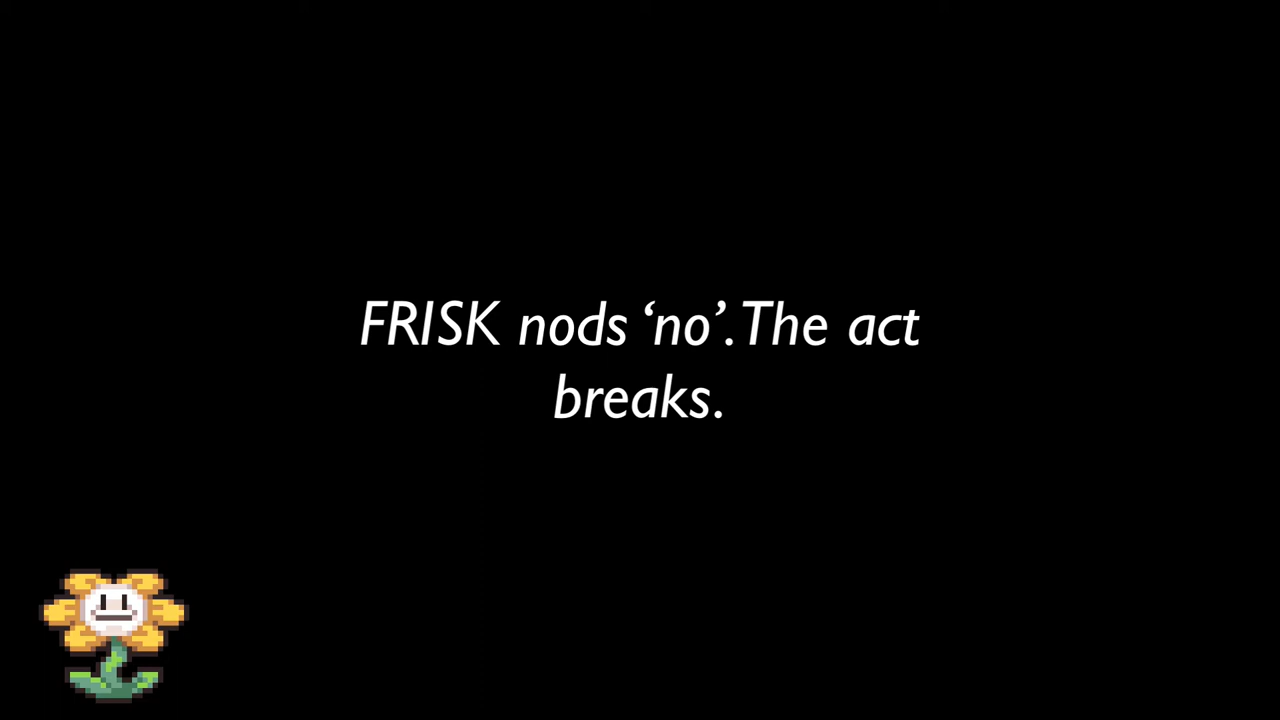 FRISK nods ‘no’. The act
breaks.